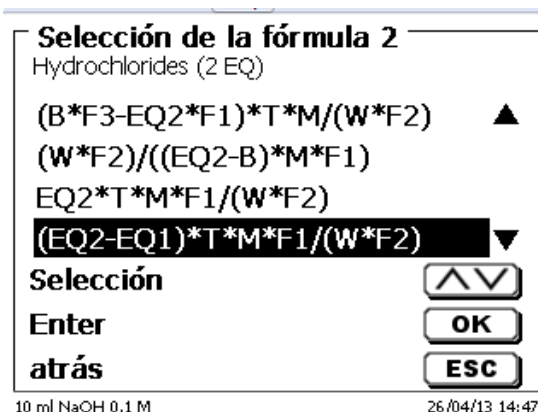 Selección de la fórmula 2
Hydrochlorides (2 EQ)
(B*F3-EQ2*F1)*T*M/(W*F2)
(W*F2)/((EQ2-B)*M*F1)
EQ2*T*M*F1/(W*F2)
(EQ2-EQ1)*T*M*F1/(W*F2)
Selección
Enter OK
atrás ESC
10 ml NaOH 0.1 M 26/04/13 14:47